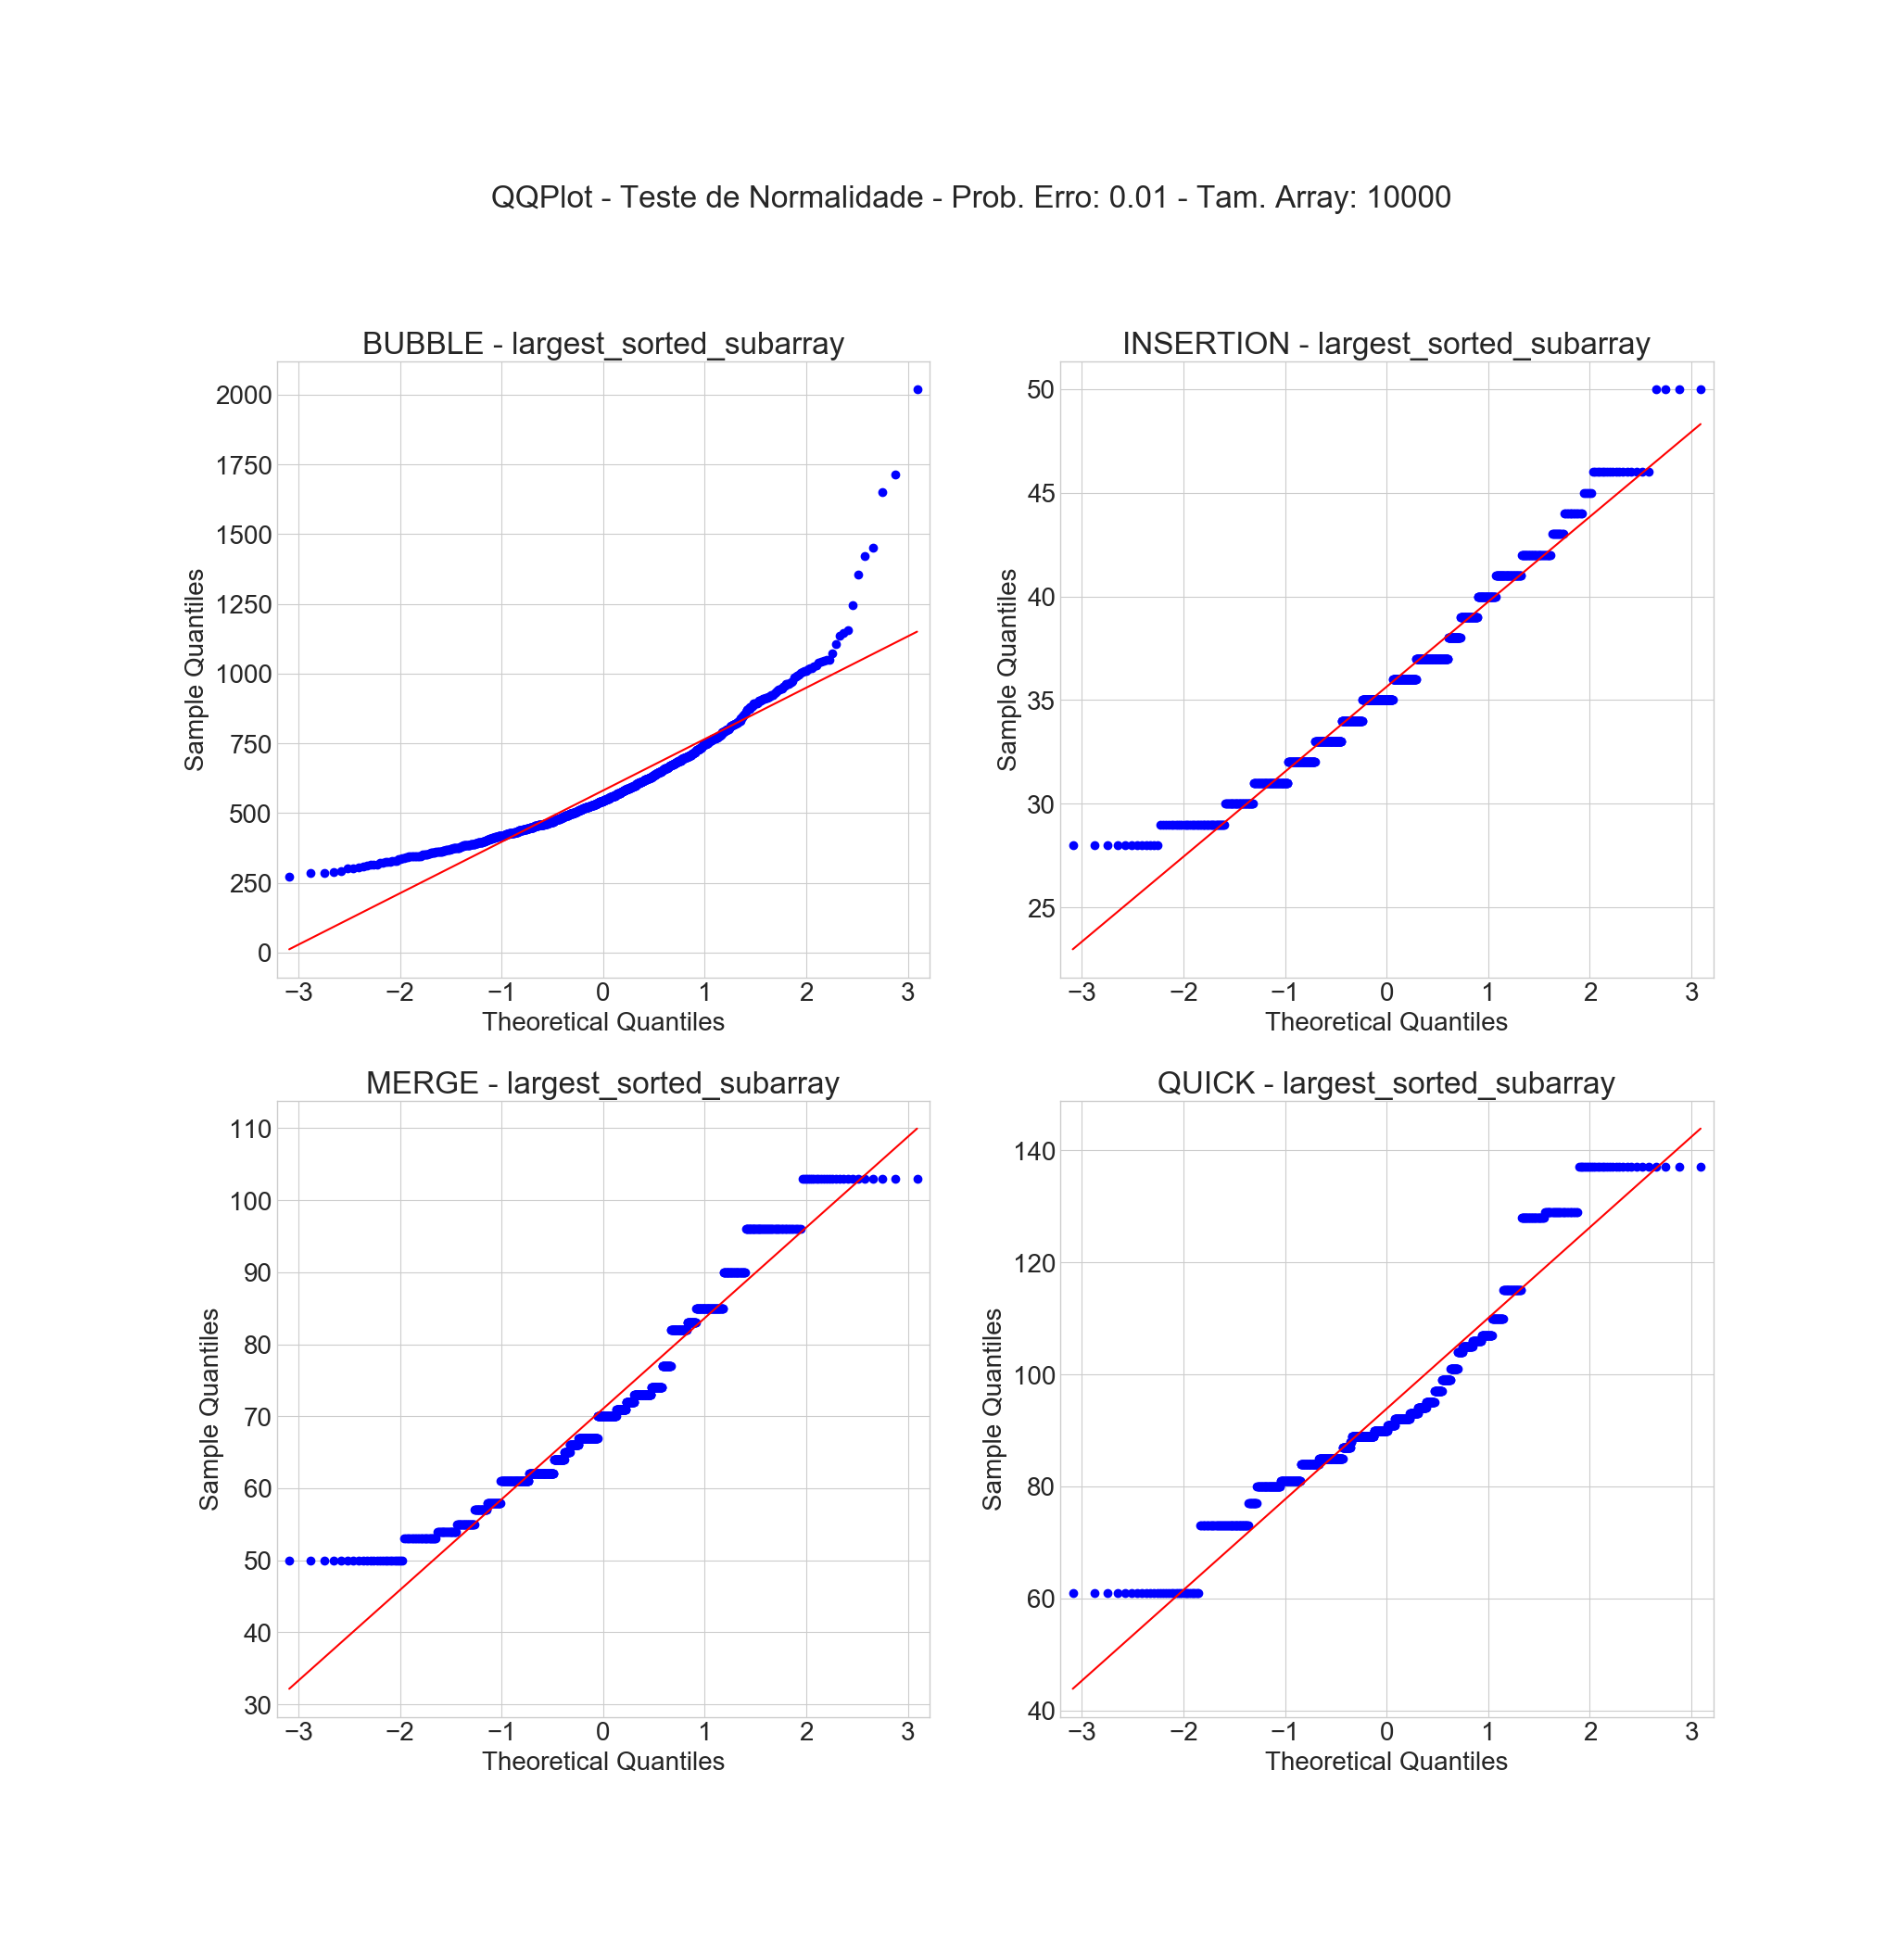 QQPlot - Teste de Normalidade - Prob. Erro: 0.01 - Tam. Array: 10000
BUBBLE - largest_sorted_subarray
2000
1750
1500
1250
1000
750
500
250
0
Sample Quantiles
−3 −2 −1 0 1 2 3
Theoretical Quantiles
INSERTION - largest_sorted_subarray
50
45
40
35
30
25
Sample Quantiles
−3 −2 −1 0 1 2 3
Theoretical Quantiles
MERGE - largest_sorted_subarray
110
100
90
80
70
60
50
40
30
Sample Quantiles
−3 −2 −1 0 1 2 3
Theoretical Quantiles
QUICK - largest_sorted_subarray
140
120
100
80
60
40
Sample Quantiles
−3 −2 −1 0 1 2 3
Theoretical Quantiles